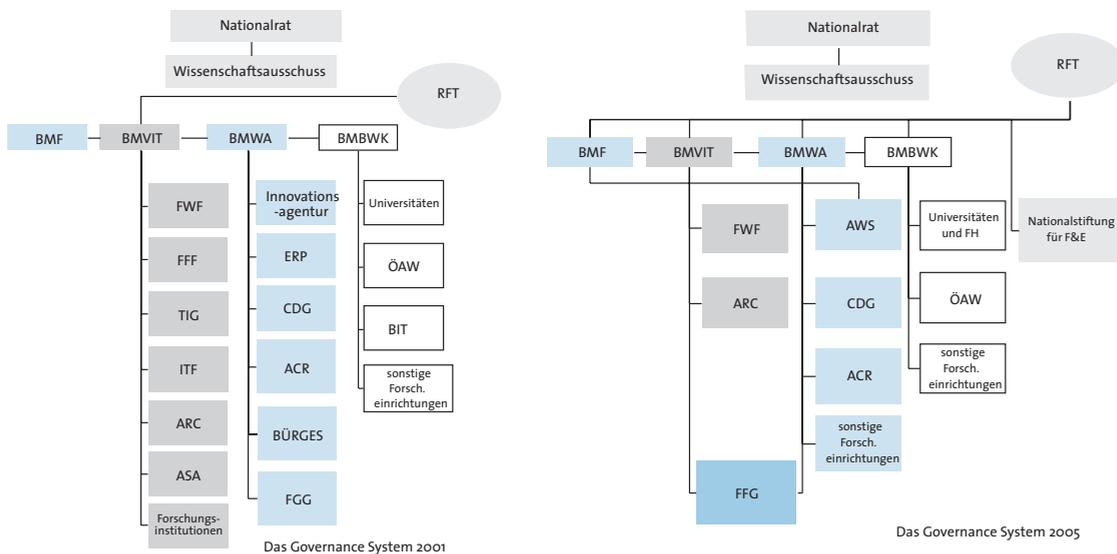 Nationalrat
Wissenschaftsausschuss
RFT
BMF
BMVIT
BMWA
BMBWK
FWF
FFF
TIG
ITF
ARC
ASA
Forschungs-
institutionen
Innovations
-agentur
ERP
CDG
ACR
BÜRGES
FGG
Universitäten
ÖAW
BIT
sonstige
Forsch.
einrichtungen
Das Governance System 2001
Nationalrat
Wissenschaftsausschuss
RFT
BMF
BMVIT
BMWA
BMBWK
FWF
ARC
FFG
AWS
CDG
ACR
sonstige
Forsch.
einrichtungen
Universitäten
und FH
ÖAW
sonstige
Forsch.
einrichtungen
Nationalstiftung
für F&E
Das Governance System 2005